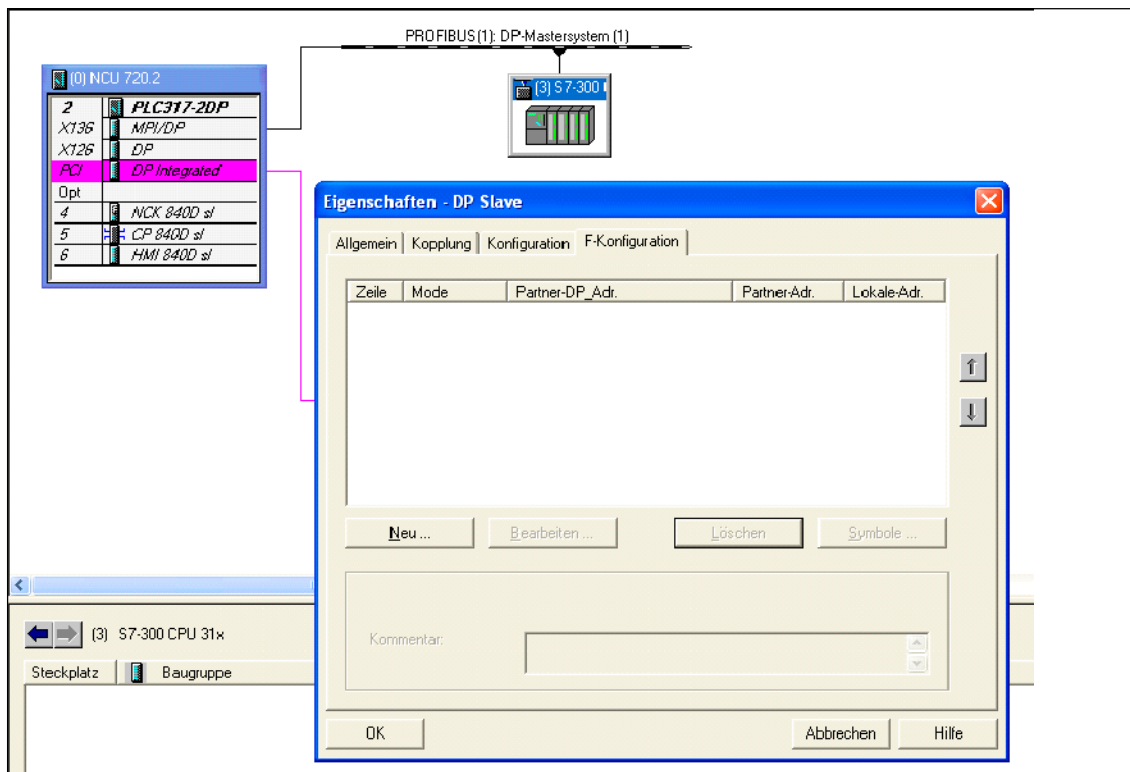 PROFIBUS(1): DP-Mastersystem (1)
(0) NCU 720.2
2 PLC317-2DP
X136 MPI/DP
X126 DP
PCI DP Integrated
Opt
4 NCK 840D sl
5 CP 840D sl
6 HMI 840D sl
(3) S7-300
Eigenschaften - DP Slave
Allgemein Kopplung Konfiguration F-Konfiguration
Zeile Mode Partner-DP_Adr. Partner-Adr. Lokale-Adr.
Neu ... Bearbeiten ... Löschen Symbole ...
Kommentar:
OK Abbrechen Hilfe
(3) S7-300 CPU 31x
Steckplatz Baugruppe